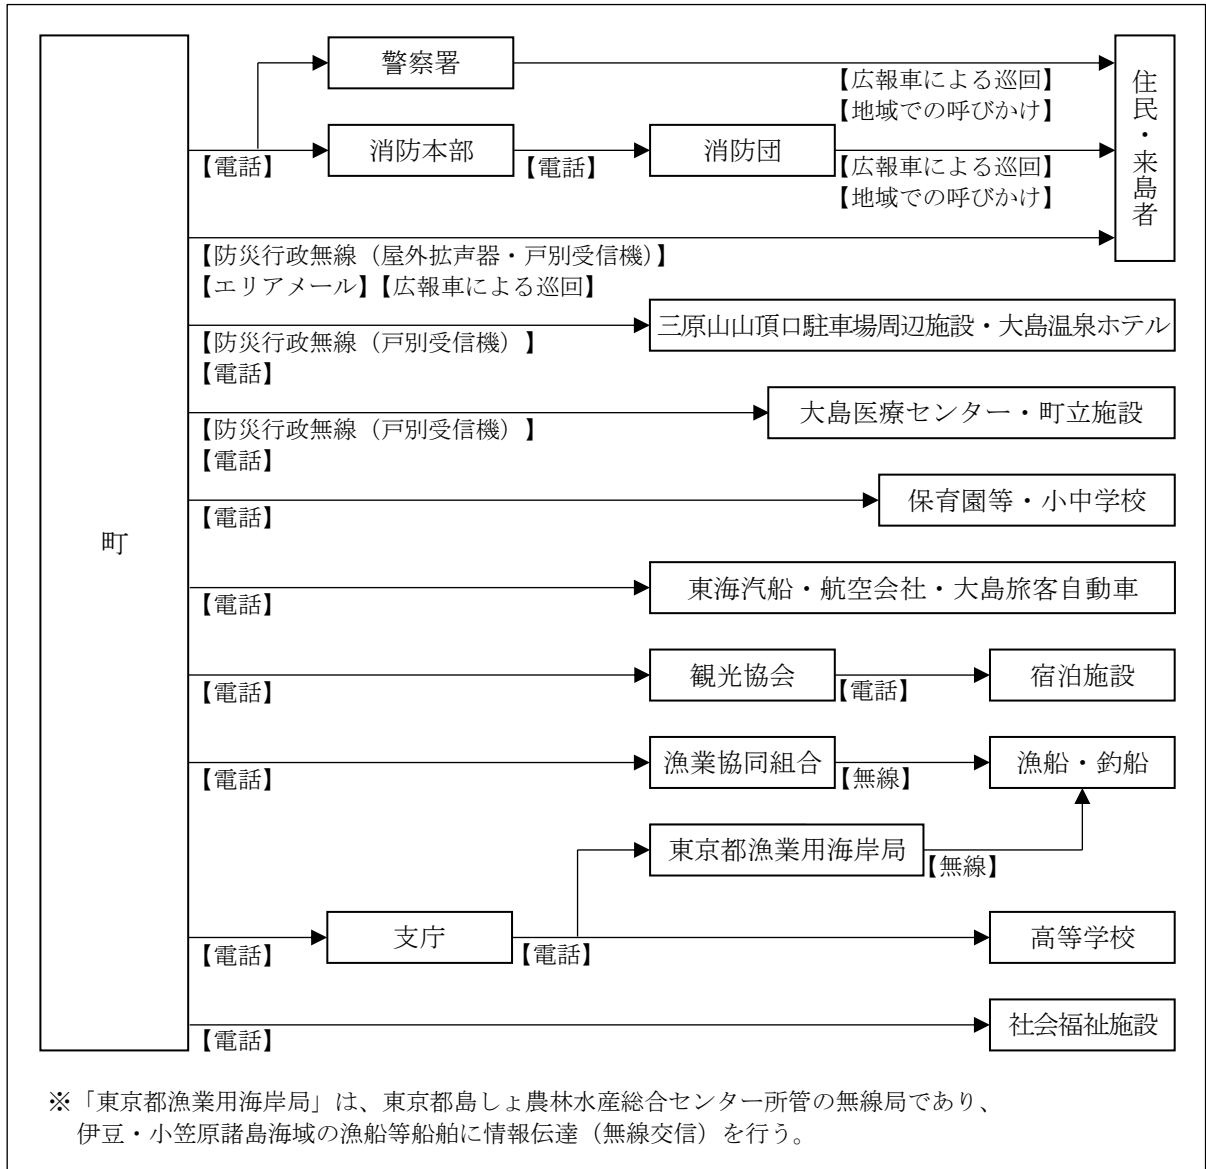 町
警察署
【広報車による巡回】
【地域での呼びかけ】
住民・来島者
【電話】
消防本部
【電話】
消防団
【広報車による巡回】
【地域での呼びかけ】
【防災行政無線（屋外拡声器・戸別受信機）】
【エリアメール】【広報車による巡回】
三原山山頂口駐車場周辺施設・大島温泉ホテル
【防災行政無線（戸別受信機）】
【電話】
大島医療センター・町立施設
【防災行政無線（戸別受信機）】
【電話】
保育園等・小中学校
【電話】
東海汽船・航空会社・大島旅客自動車
【電話】
観光協会
【電話】
宿泊施設
【電話】
漁業協同組合
【無線】
漁船・釣船
【電話】
東京都漁業用海岸局
【無線】
支庁
【電話】
【電話】
高等学校
社会福祉施設
【電話】
※「東京都漁業用海岸局」は、東京都島しょ農林水産総合センター所管の無線局であり、
伊豆・小笠原諸島海域の漁船等船舶に情報伝達（無線交信）を行う。